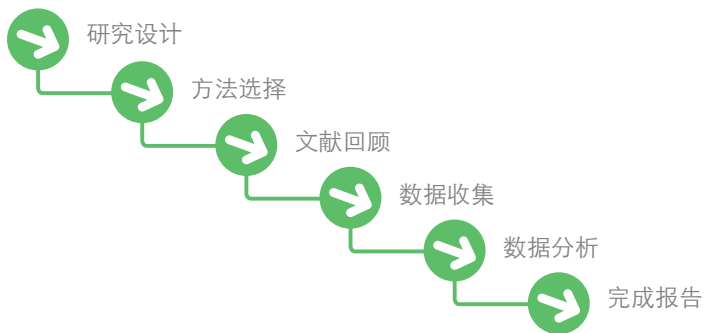 研究设计
方法选择
文献回顾
数据收集
数据分析
完成报告